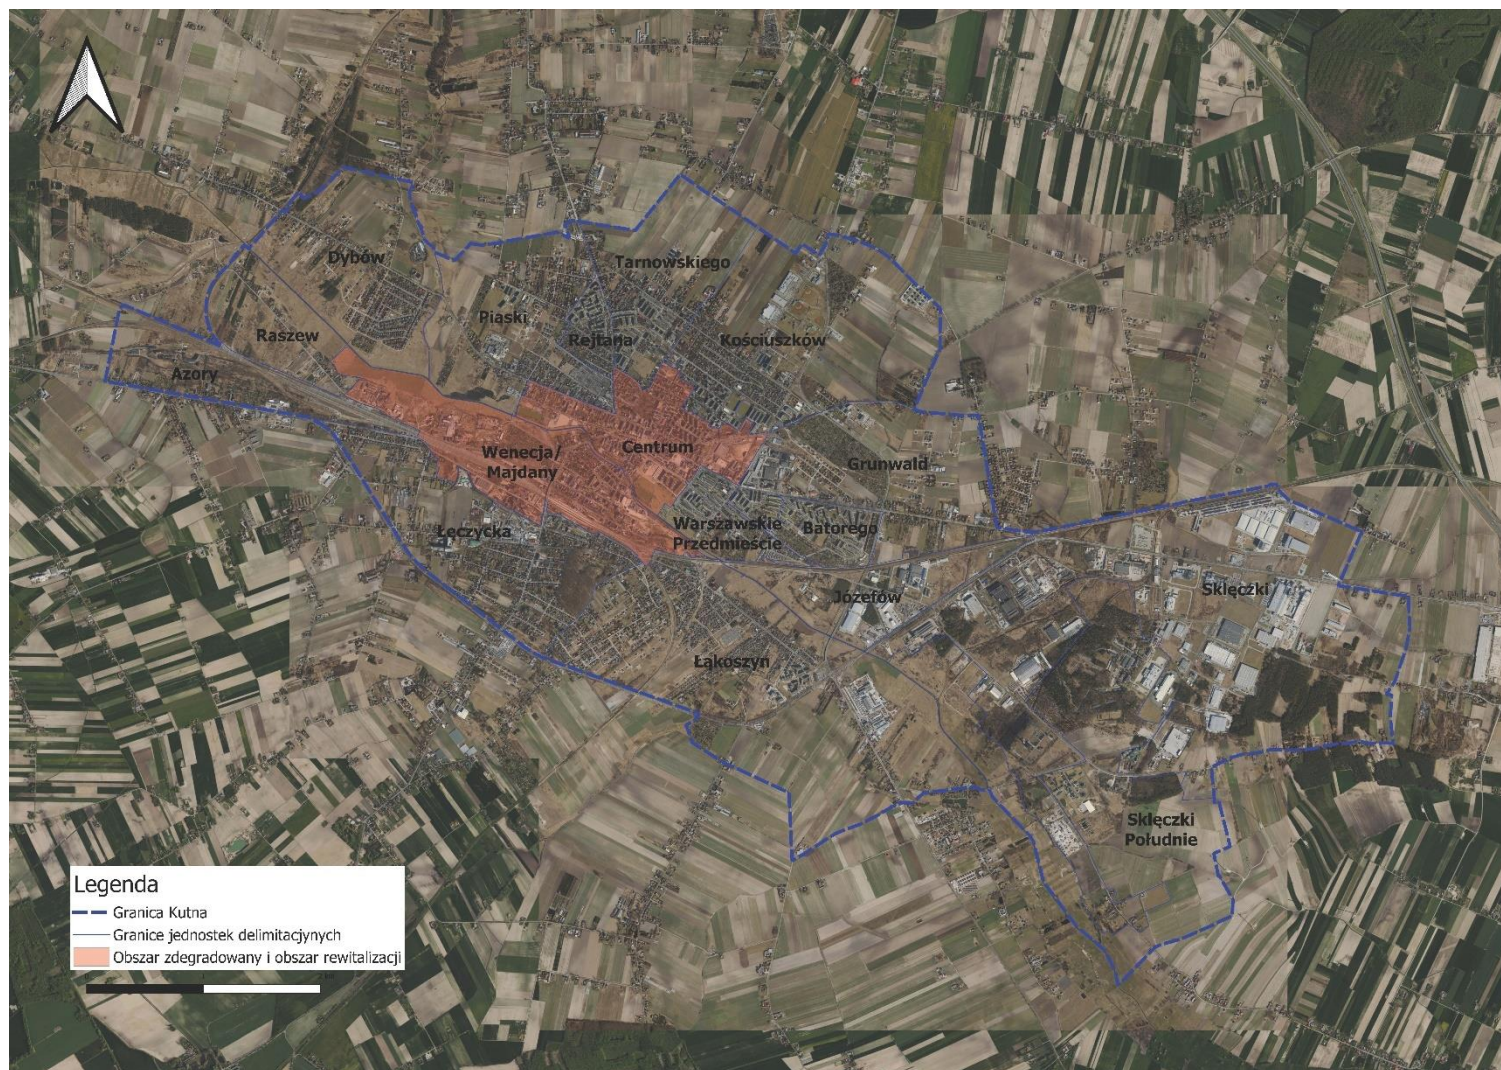 Dybów
Tarnowskiego
Piaski
Raszew
Rejtana
Kościuszków
Azory
Centrum
Wenecja/
Majdany
Grunwald
Łęczycka
Warszawskie
Przedmieście
Batorego
Józefów
Sklęczki
Łąkoszyn
Sklęczki
Południe
Legenda
Granica Kutna
Granice jednostek delimitacjynych
Obszar zdegradowany i obszar rewitalizacji